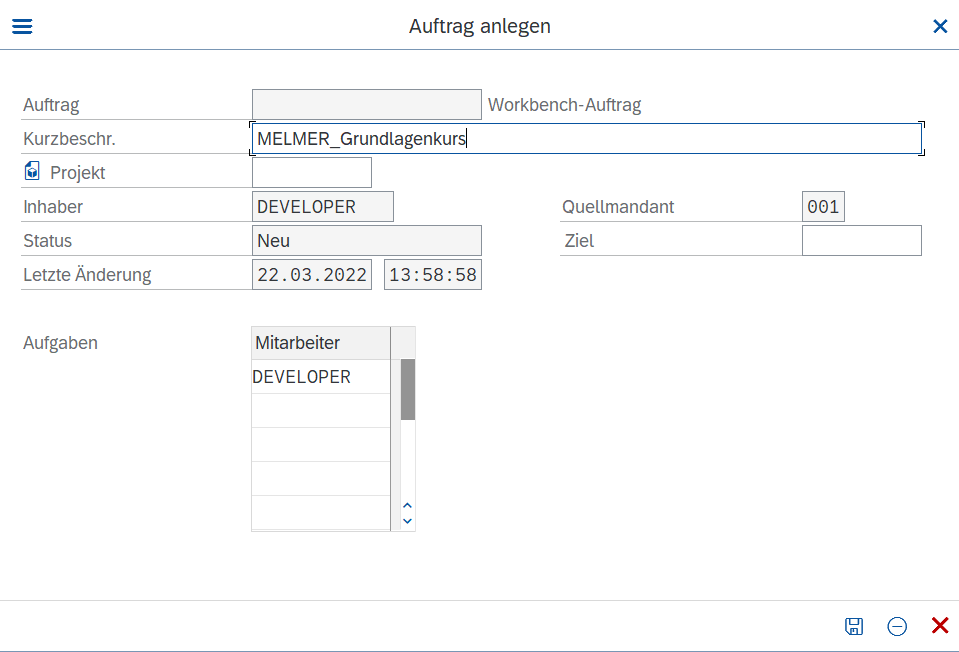 Auftrag anlegen
Auftrag Workbench-Auftrag
Kurzbeschr. MELMER_Grundlagenkurs
Projekt
Inhaber DEVELOPER Quellmandant 001
Status Neu Ziel
Letzte Änderung 22.03.2022 13:58:58
Aufgaben Mitarbeiter
DEVELOPER